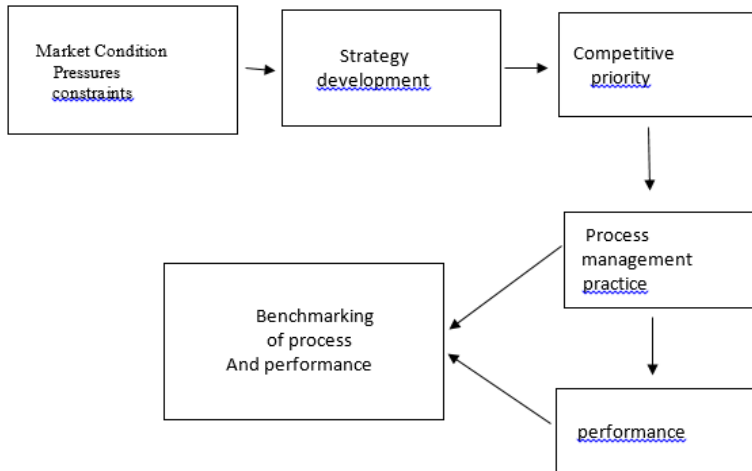 Market Condition
Pressures
constraints
Strategy
development
Competitive
priority
Process
management
practice
Benchmarking
of process
And performance
performance